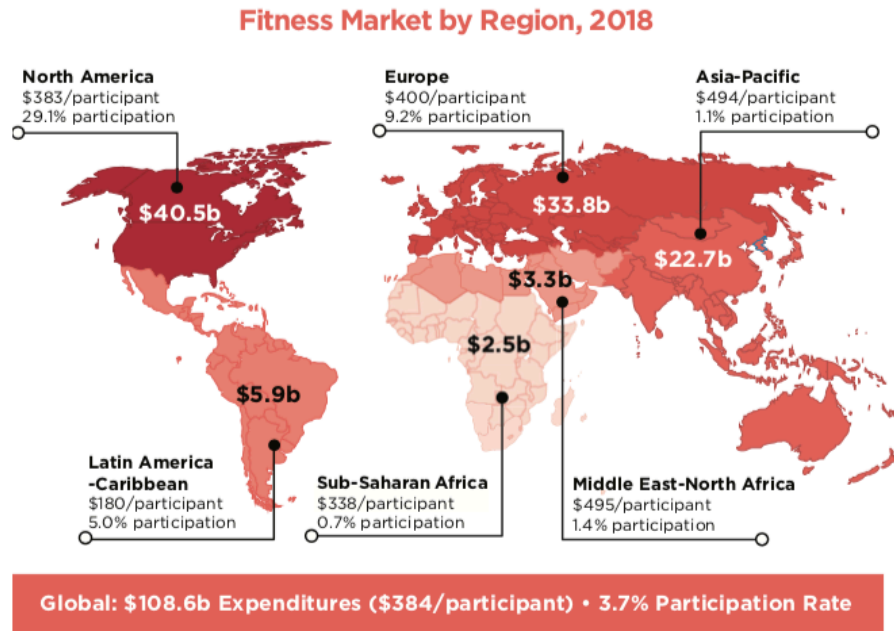 Fitness Market by Region, 2018
North America
$383/participant
29.1% participation
Europe
$400/participant
9.2% participation
Asia-Pacific
$494/participant
1.1% participation
$40.5b
$33.8b
$22.7b
$3.3b
$2.5b
$5.9b
Latin America
-Caribbean
$180/participant
5.0% participation
Sub-Saharan Africa
$338/participant
0.7% participation
Middle East-North Africa
$495/participant
1.4% participation
Global: $108.6b Expenditures ($384/participant) • 3.7% Participation Rate